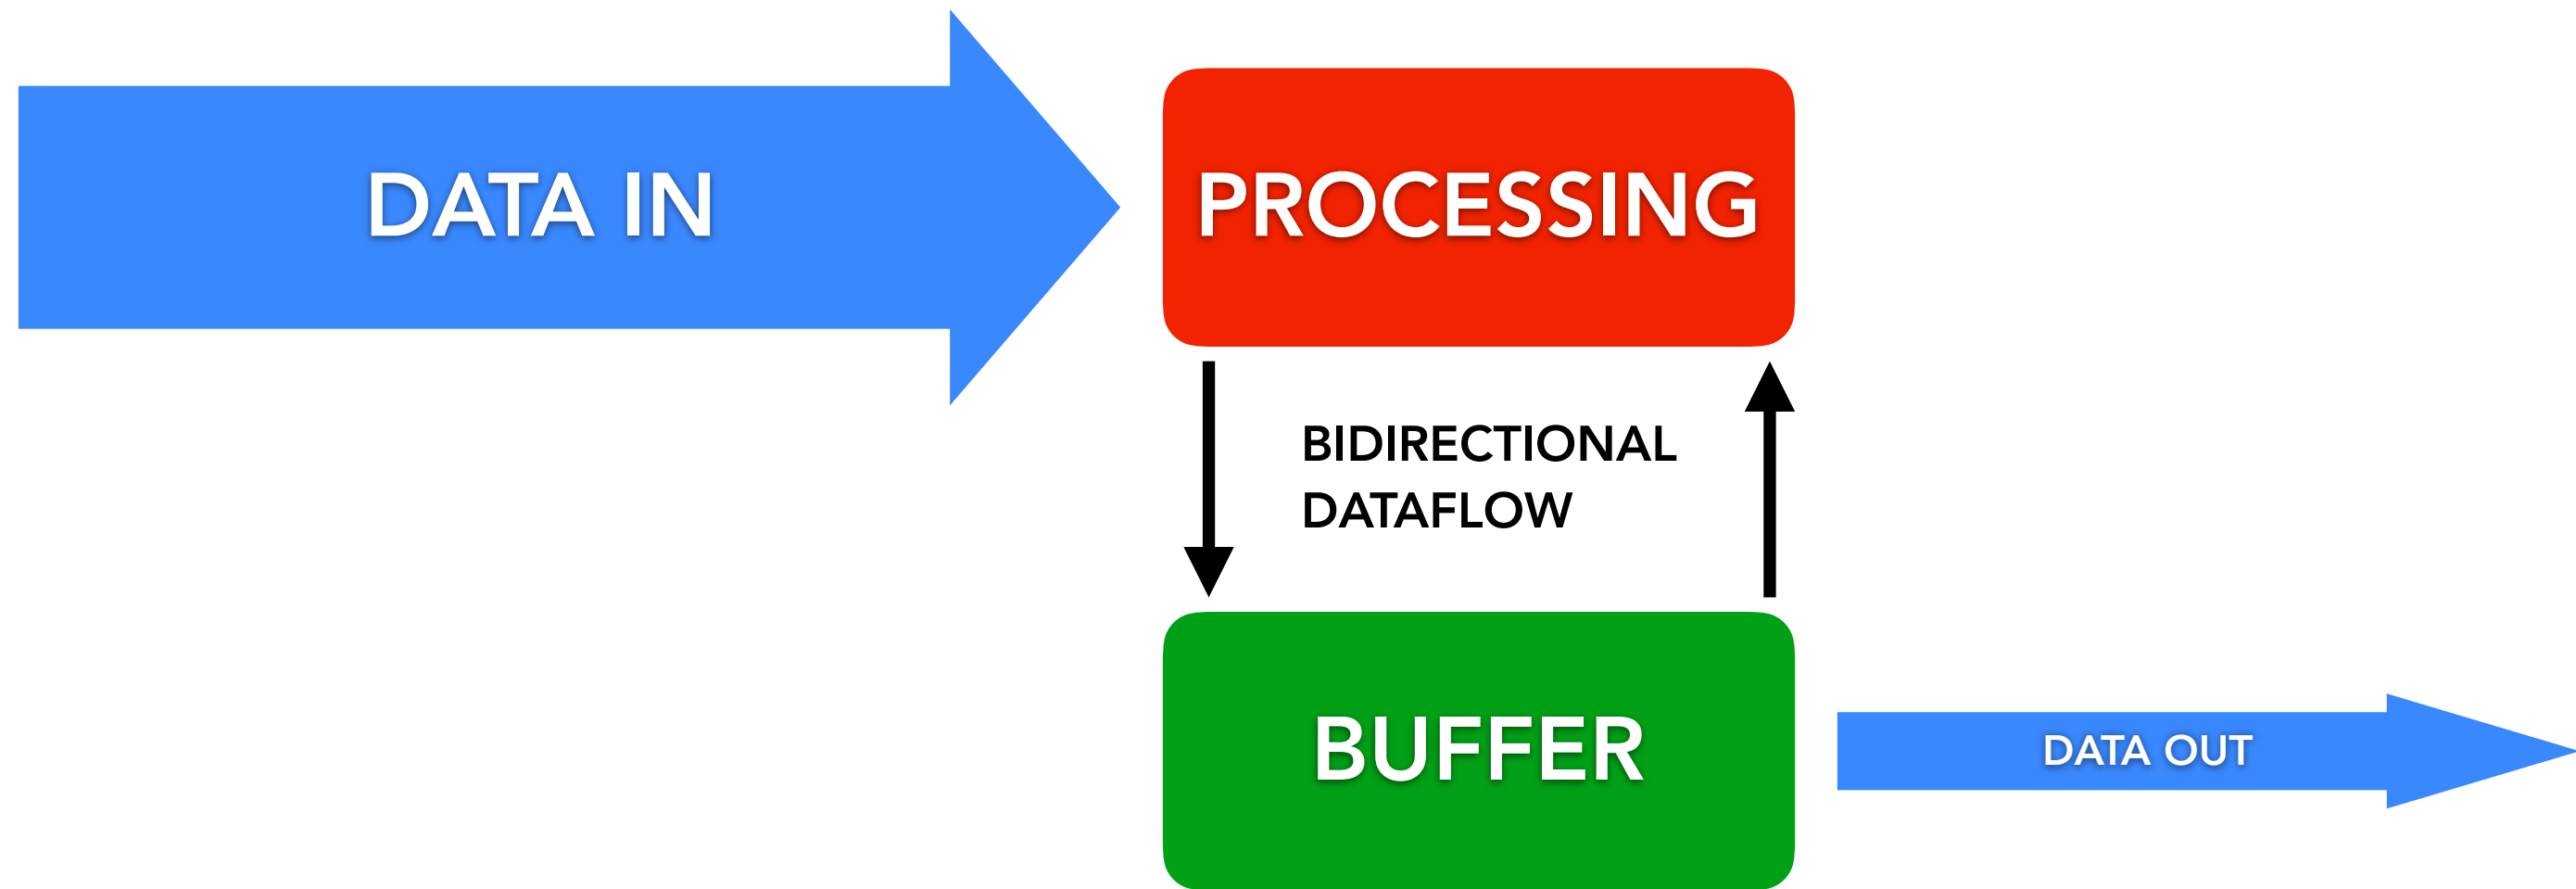 DATA IN
PROCESSING
BIDIRECTIONAL
DATAFLOW
BUFFER
DATA OUT